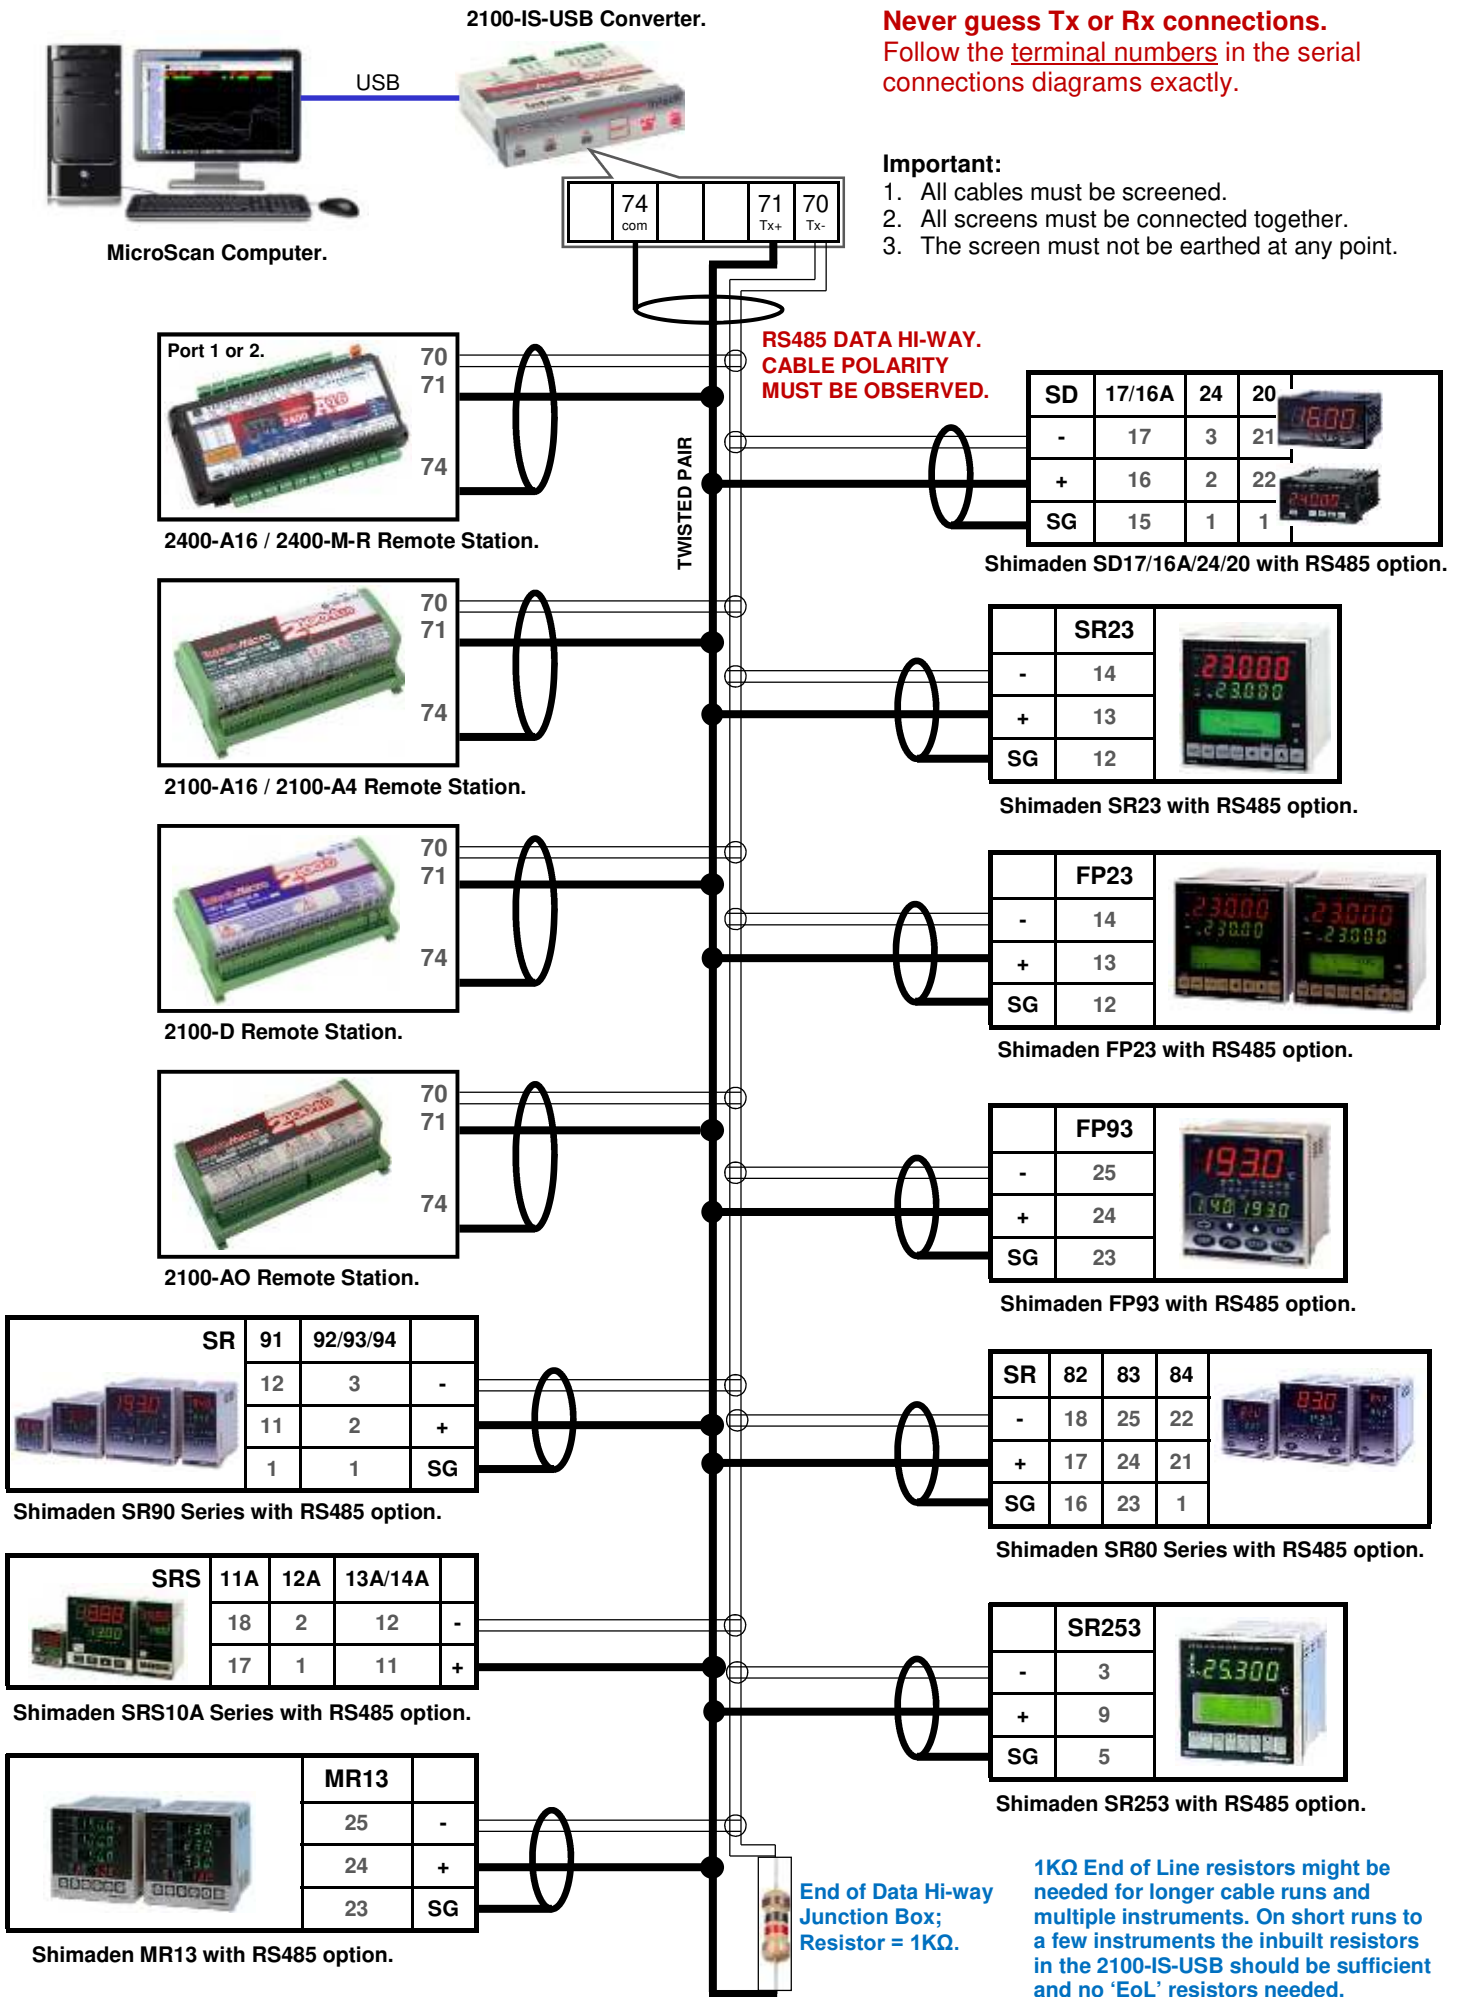 2100-IS-USB Converter.
Never guess Tx or Rx connections.
Follow the terminal numbers in the serial
connections diagrams exactly.
USB
Important:
1. All cables must be screened.
2. All screens must be connected together.
3. The screen must not be earthed at any point.
74 71 70
com Tx+ Tx-
MicroScan Computer.
RS485 DATA HI-WAY.
CABLE POLARITY
MUST BE OBSERVED.
TWISTED PAIR
Port 1 or 2.
70
71
74
2400-A16 / 2400-M-R Remote Station.
SD 17/16A 24 20
- 17 3 21
+ 16 2 22
SG 15 1 1
Shimaden SD17/16A/24/20 with RS485 option.
70
71
74
2100-A16 / 2100-A4 Remote Station.
SR23
- 14
+ 13
SG 12
Shimaden SR23 with RS485 option.
70
71
74
2100-D Remote Station.
FP23
- 14
+ 13
SG 12
Shimaden FP23 with RS485 option.
70
71
74
2100-AO Remote Station.
FP93
- 25
+ 24
SG 23
Shimaden FP93 with RS485 option.
SR 91 92/93/94
12 3 -
11 2 +
1 1 SG
Shimaden SR90 Series with RS485 option.
SR 82 83 84
- 18 25 22
+ 17 24 21
SG 16 23 1
Shimaden SR80 Series with RS485 option.
SRS 11A 12A 13A/14A
18 2 12 -
17 1 11 +
Shimaden SRS10A Series with RS485 option.
SR253
- 3
+ 9
SG 5
Shimaden SR253 with RS485 option.
MR13
25 -
24 +
23 SG
Shimaden MR13 with RS485 option.
End of Data Hi-way
Junction Box;
Resistor = 1KΩ.
1KΩ End of Line resistors might be
needed for longer cable runs and
multiple instruments. On short runs to
a few instruments the inbuilt resistors
in the 2100-IS-USB should be sufficient
and no ‘EoL’ resistors needed.